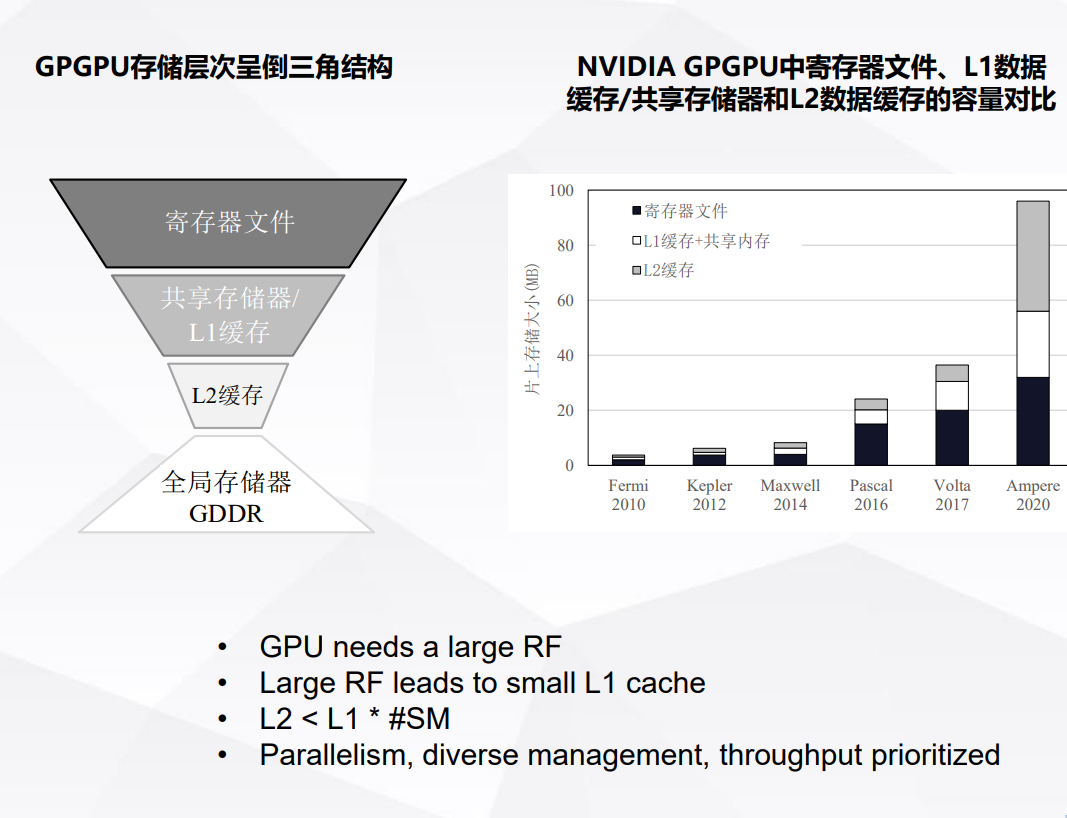 GPGPU存储层次呈倒三角结构
NVIDIA GPGPU中寄存器文件、L1数据
缓存/共享存储器和L2数据缓存的容量对比
寄存器文件
共享存储器/
L1缓存
L2缓存
全局存储器
GDDR
片上存储大小(MB)
100
80
60
40
20
0
寄存器文件
L1缓存+共享内存
L2缓存
Fermi
2010
Kepler
2012
Maxwell
2014
Pascal
2016
Volta
2017
Ampere
2020
• GPU needs a large RF
• Large RF leads to small L1 cache
• L2 < L1 * #SM
• Parallelism, diverse management, throughput prioritized